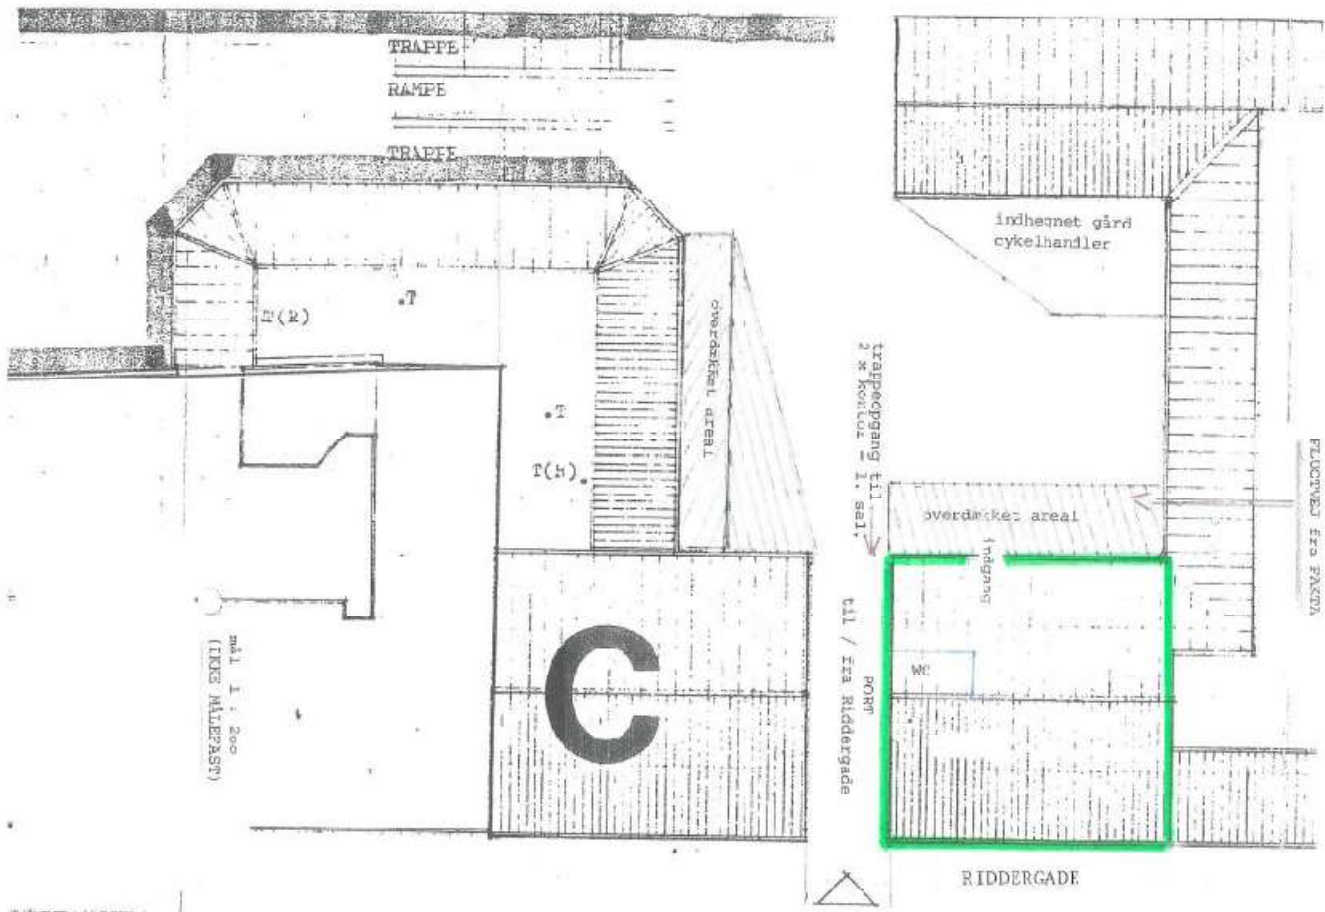 TRAPPE
RAMPE
TRAPPE
indhegnet gård
cykelhandler
T(R)
.T
.T
overdækket areal
trappeopgang til
2 x kontor - 1. sal.
FLUGTVEJ fra FAKTA
overdækket areal
indgang
WC
C
PORT
til / fra Riddergade
mål 1 : 200
(IKKE MÅLEFAST)
RIDDERGADE